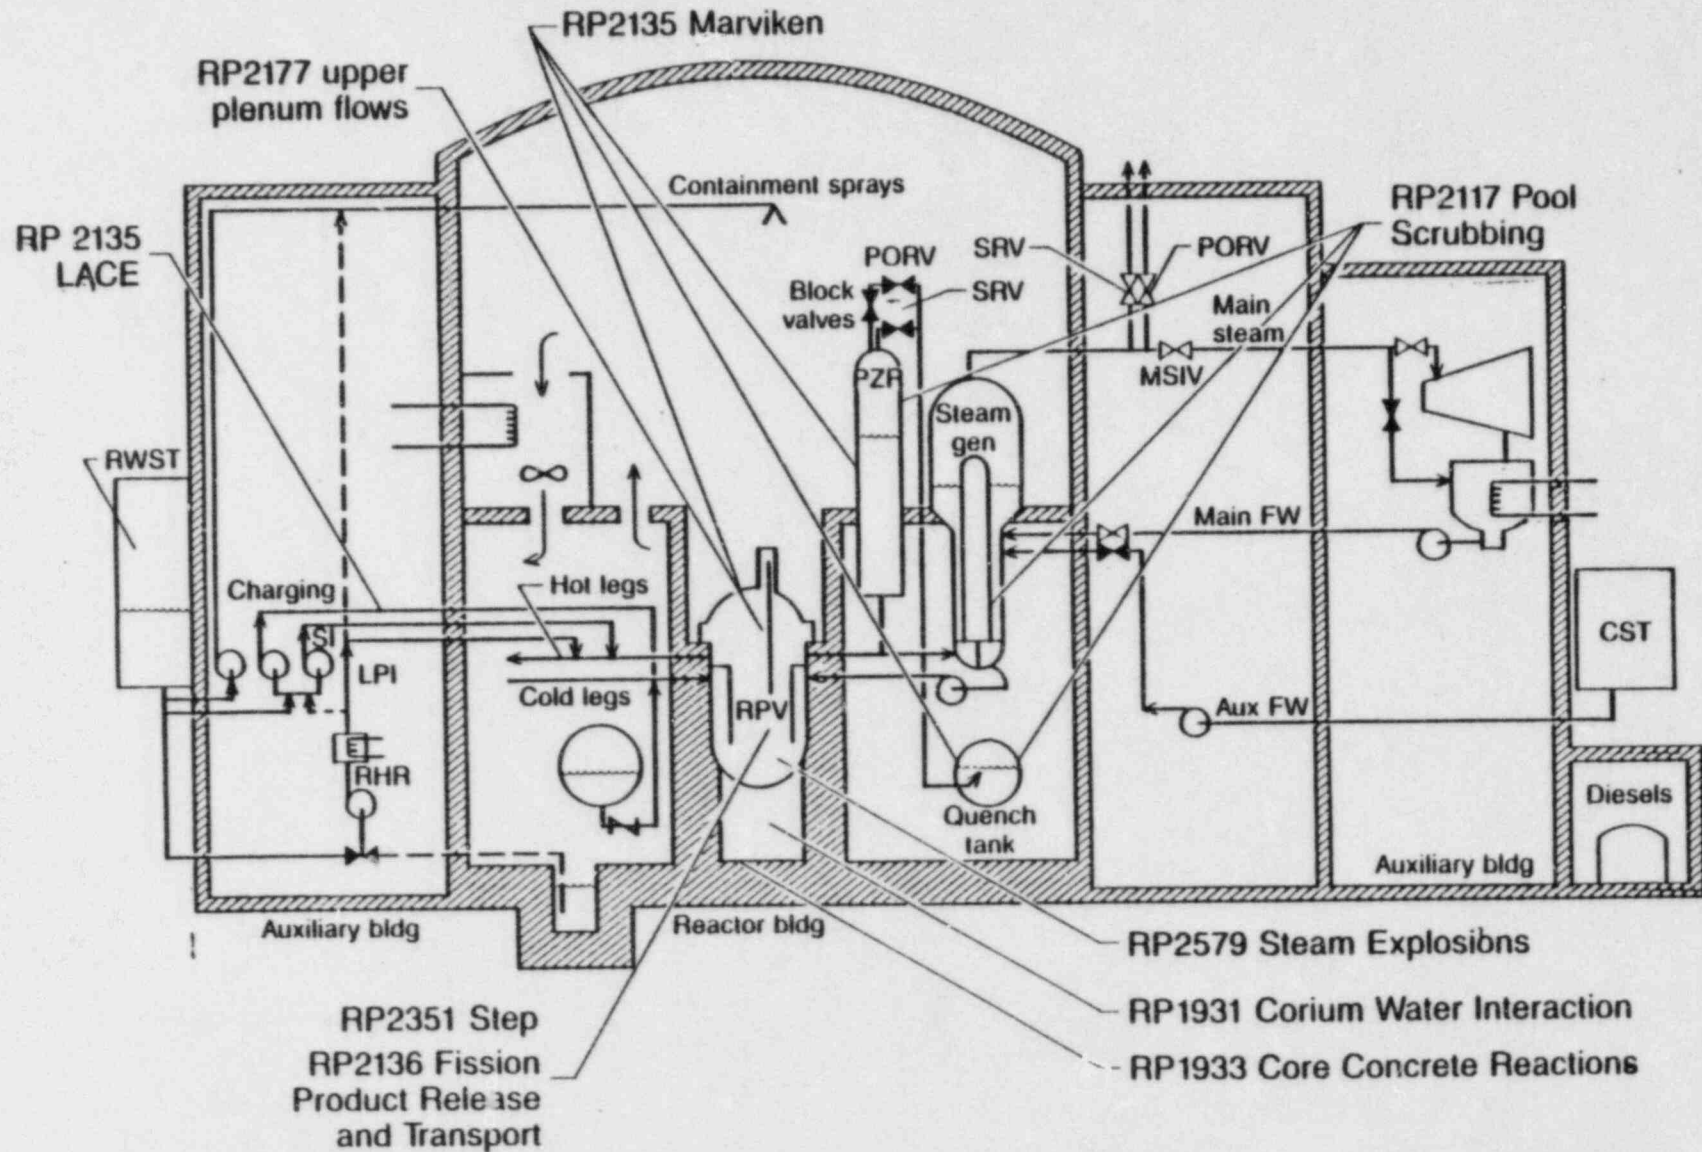 RP2135 Marviken
RP2177 upper
plenum flows
Containment sprays
RP2117 Pool
Scrubbing
RP 2135
LACE
SRV
PORV
PORV
Block
valves
SRV
Main
steam
PZR
MSIV
Steam
gen
RWST
Main FW
Hot legs
Charging
SI
CST
LPI
Cold legs
RPV
Aux FW
RHR
Diesels
Quench
tank
Auxiliary bldg
Auxiliary bldg
Reactor bldg
RP2579 Steam Explosions
RP1931 Corium Water Interaction
RP1933 Core Concrete Reactions
RP2351 Step
RP2136 Fission
Product Release
and Transport